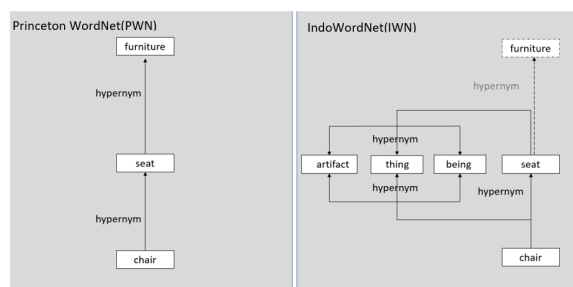 Princeton WordNet(PWN)
furniture
hypernym
seat
hypernym
chair
IndoWordNet(IWN)
furniture
hypernym
hypernym
artifact
thing
being
seat
hypernym
hypernym
chair